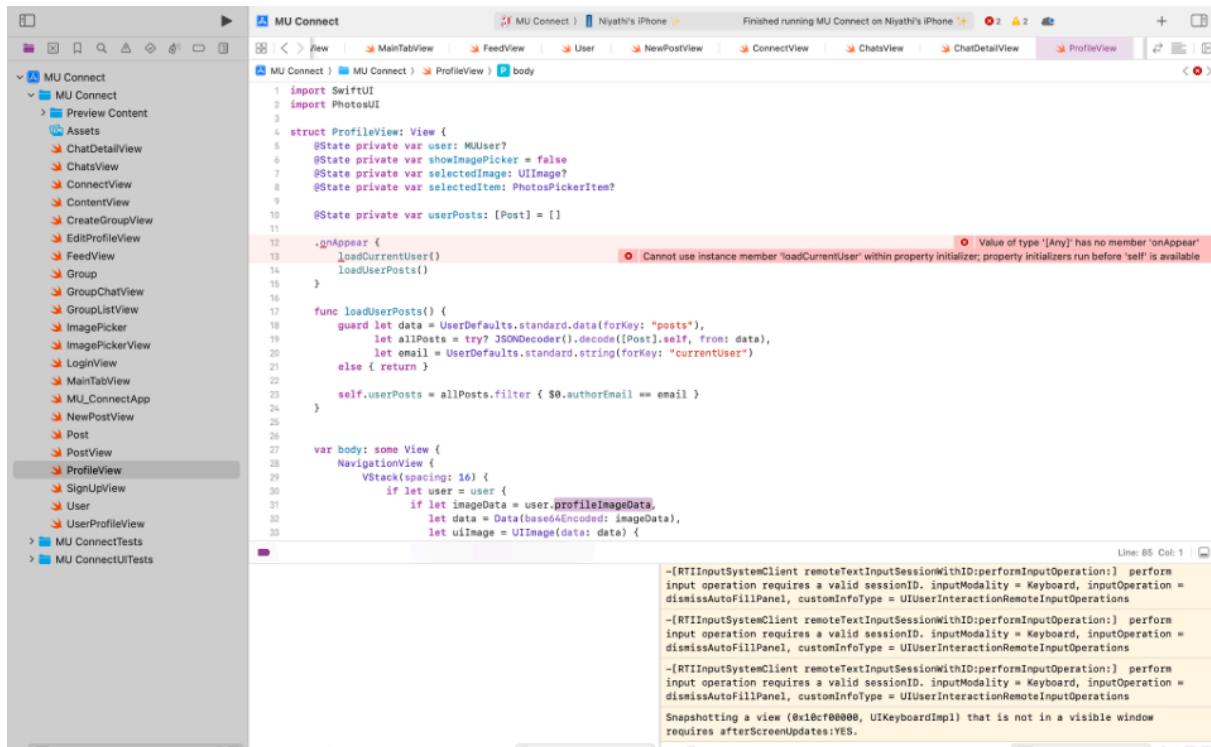 MU Connect
MU Connect ⟩ Niyathi's iPhone
Finished running MU Connect on Niyathi's iPhone
2
2
View
MainTabView
FeedView
User
NewPostView
ConnectView
ChatsView
ChatDetailView
ProfileView
MU Connect ⟩ MU Connect ⟩ ProfileView ⟩ P body
MU Connect
MU Connect
Preview Content
Assets
ChatDetailView
ChatsView
ConnectView
ContentView
CreateGroupView
EditProfileView
FeedView
Group
GroupChatView
GroupListView
ImagePicker
ImagePickerView
LoginView
MainTabView
MU_ConnectApp
NewPostView
Post
PostView
ProfileView
SignUpView
User
UserProfileView
MU ConnectTests
MU ConnectUITests
1 import SwiftUI
2 import PhotosUI
3
4 struct ProfileView: View {
5 @State private var user: MUUser?
6 @State private var showImagePicker = false
7 @State private var selectedImage: UIImage?
8 @State private var selectedItem: PhotosPickerItem?
9
10 @State private var userPosts: [Post] = []
11
12 .onAppear { Value of type '[Any]' has no member 'onAppear'
13 loadCurrentUser() Cannot use instance member 'loadCurrentUser' within property initializer; property initializers run before 'self' is available
14 loadUserPosts()
15 }
16
17 func loadUserPosts() {
18 guard let data = UserDefaults.standard.data(forKey: "posts"),
19 let allPosts = try? JSONDecoder().decode([Post].self, from: data),
20 let email = UserDefaults.standard.string(forKey: "currentUser")
21 else { return }
22
23 self.userPosts = allPosts.filter { $0.authorEmail == email }
24 }
25
26
27 var body: some View {
28 NavigationView {
29 VStack(spacing: 16) {
30 if let user = user {
31 if let imageData = user.profileImageData,
32 let data = Data(base64Encoded: imageData),
33 let uiImage = UIImage(data: data) {
Line: 85 Col: 1
-[RTIInputSystemClient remoteTextInputSessionWithID:performInputOperation:] perform
input operation requires a valid sessionID. inputModality = Keyboard, inputOperation =
dismissAutoFillPanel, customInfoType = UIUserInteractionRemoteInputOperations
-[RTIInputSystemClient remoteTextInputSessionWithID:performInputOperation:] perform
input operation requires a valid sessionID. inputModality = Keyboard, inputOperation =
dismissAutoFillPanel, customInfoType = UIUserInteractionRemoteInputOperations
-[RTIInputSystemClient remoteTextInputSessionWithID:performInputOperation:] perform
input operation requires a valid sessionID. inputModality = Keyboard, inputOperation =
dismissAutoFillPanel, customInfoType = UIUserInteractionRemoteInputOperations
Snapshotting a view (0x10cf00000, UIKeyboardImpl) that is not in a visible window
requires afterScreenUpdates:YES.